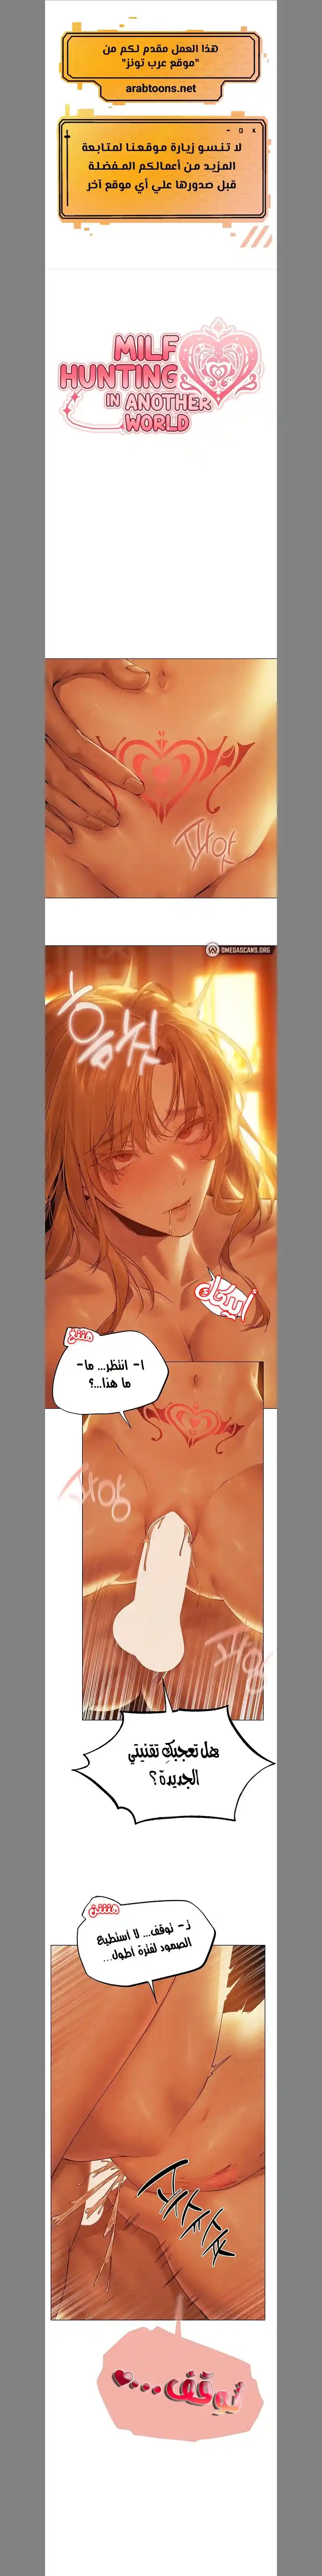 هذا العمل مقدم لكم من
"موقع عرب تونز"
arabtoons.net
لا تنسو زيارة موقعنا لمتابعة
المزيد من أعمالكم المفضلة
قبل صدورها علي أي موقع آخر
MILF
HUNTING
IN ANOTHER
WORLD
OMEGASCANS.ORG
ا- انتظر... ما-
ما هذا...؟
هل تعجبكِ تقنيتي
الجديدة؟
ز- توقف... لا أستطيع
الصمود لفترة أطول...
توقف...